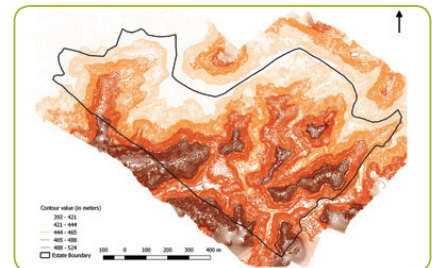 Contour value (in meters)
392 - 421
421 - 444
444 - 465
465 - 488
488 - 524
Estate Boundary
100 0 100 200 300 400 m